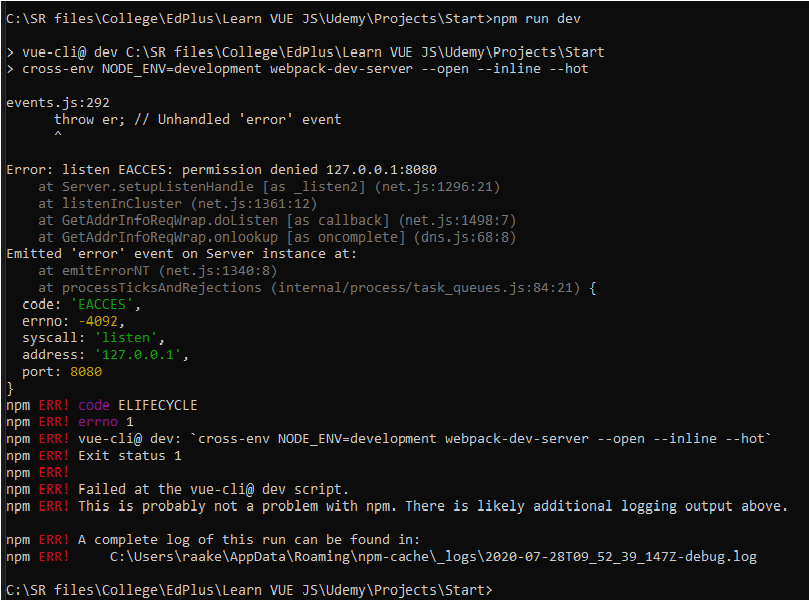 C:\SR files\College\EdPlus\Learn VUE JS\Udemy\Projects\Start>npm run dev
> vue-cli@ dev C:\SR files\College\EdPlus\Learn VUE JS\Udemy\Projects\Start
> cross-env NODE_ENV=development webpack-dev-server --open --inline --hot
events.js:292
throw er; // Unhandled 'error' event
^
Error: listen EACCES: permission denied 127.0.0.1:8080
at Server.setupListenHandle [as _listen2] (net.js:1296:21)
at listenInCluster (net.js:1361:12)
at GetAddrInfoReqWrap.doListen [as callback] (net.js:1498:7)
at GetAddrInfoReqWrap.onlookup [as oncomplete] (dns.js:68:8)
Emitted 'error' event on Server instance at:
at emitErrorNT (net.js:1340:8)
at processTicksAndRejections (internal/process/task_queues.js:84:21) {
code: 'EACCES',
errno: -4092,
syscall: 'listen',
address: '127.0.0.1',
port: 8080
}
npm ERR! code ELIFECYCLE
npm ERR! errno 1
npm ERR! vue-cli@ dev: `cross-env NODE_ENV=development webpack-dev-server --open --inline --hot`
npm ERR! Exit status 1
npm ERR!
npm ERR! Failed at the vue-cli@ dev script.
npm ERR! This is probably not a problem with npm. There is likely additional logging output above.
npm ERR! A complete log of this run can be found in:
npm ERR! C:\Users\raake\AppData\Roaming\npm-cache\_logs\2020-07-28T09_52_39_147Z-debug.log
C:\SR files\College\EdPlus\Learn VUE JS\Udemy\Projects\Start>